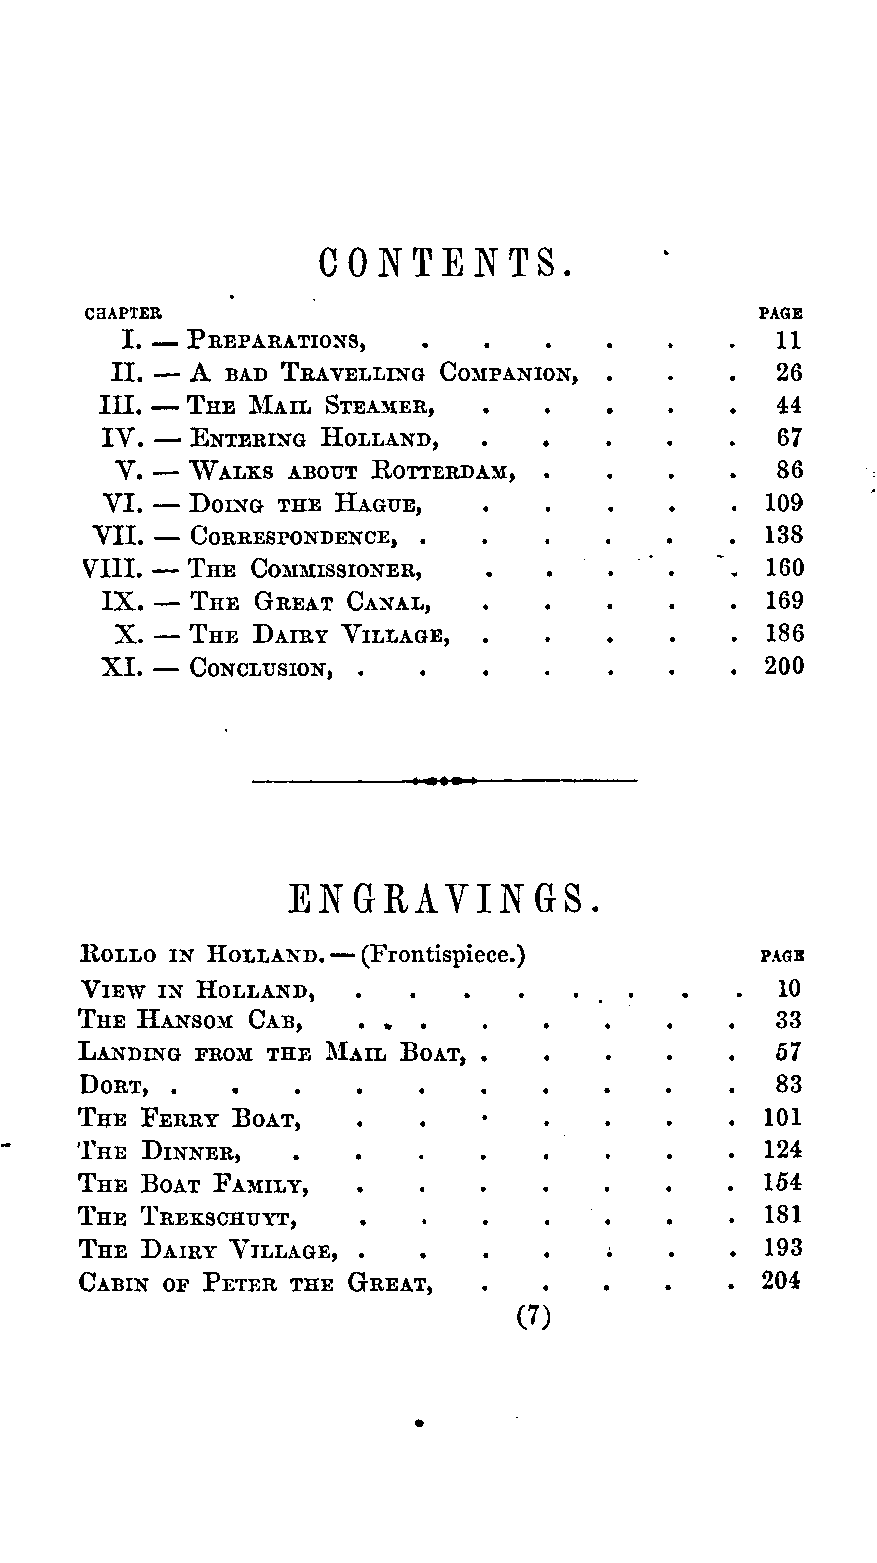 CONTENTS.
CHAPTER PAGE
I. — PREPARATIONS, . . . . . . 11
II. — A BAD TRAVELLING COMPANION, . . . 26
III. — THE MAIL STEAMER, . . . . . 44
IV. — ENTERING HOLLAND, . . . . . 67
V. — WALKS ABOUT ROTTERDAM, . . . . 86
VI. — DOING THE HAGUE, . . . . . 109
VII. — CORRESPONDENCE, . . . . . . 138
VIII. — THE COMMISSIONER, . . . . . 160
IX. — THE GREAT CANAL, . . . . . 169
X. — THE DAIRY VILLAGE, . . . . . 186
XI. — CONCLUSION, . . . . . . . 200
ENGRAVINGS.
ROLLO IN HOLLAND. — (Frontispiece.) PAGE
VIEW IN HOLLAND, . . . . . . . . 10
THE HANSOM CAB, . . . . . . . 33
LANDING FROM THE MAIL BOAT, . . . . . 57
DORT, . . . . . . . . . . 83
THE FERRY BOAT, . . . . . . . 101
THE DINNER, . . . . . . . . 124
THE BOAT FAMILY, . . . . . . . 154
THE TREKSCHUYT, . . . . . . . 181
THE DAIRY VILLAGE, . . . . . . . 193
CABIN OF PETER THE GREAT, . . . . . 204
(7)